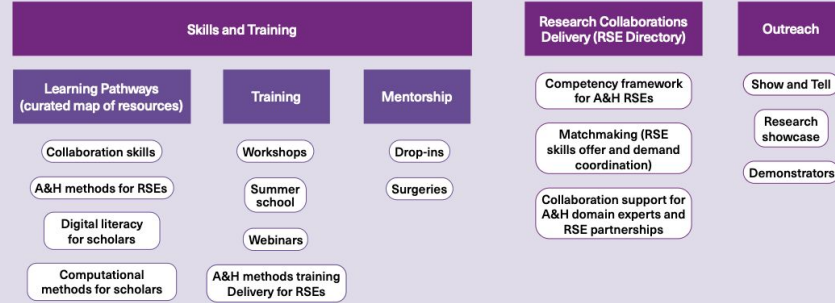 Skills and Training
Learning Pathways
(curated map of resources)
Collaboration skills
A&H methods for RSEs
Digital literacy
for scholars
Computational
methods for scholars
Training
Workshops
Summer
school
Webinars
A&H methods training
Delivery for RSEs
Mentorship
Drop-ins
Surgeries
Research Collaborations
Delivery (RSE Directory)
Competency framework
for A&H RSEs
Matchmaking (RSE
skills offer and demand
coordination)
Collaboration support for
A&H domain experts and
RSE partnerships
Outreach
Show and Tell
Research
showcase
Demonstrators